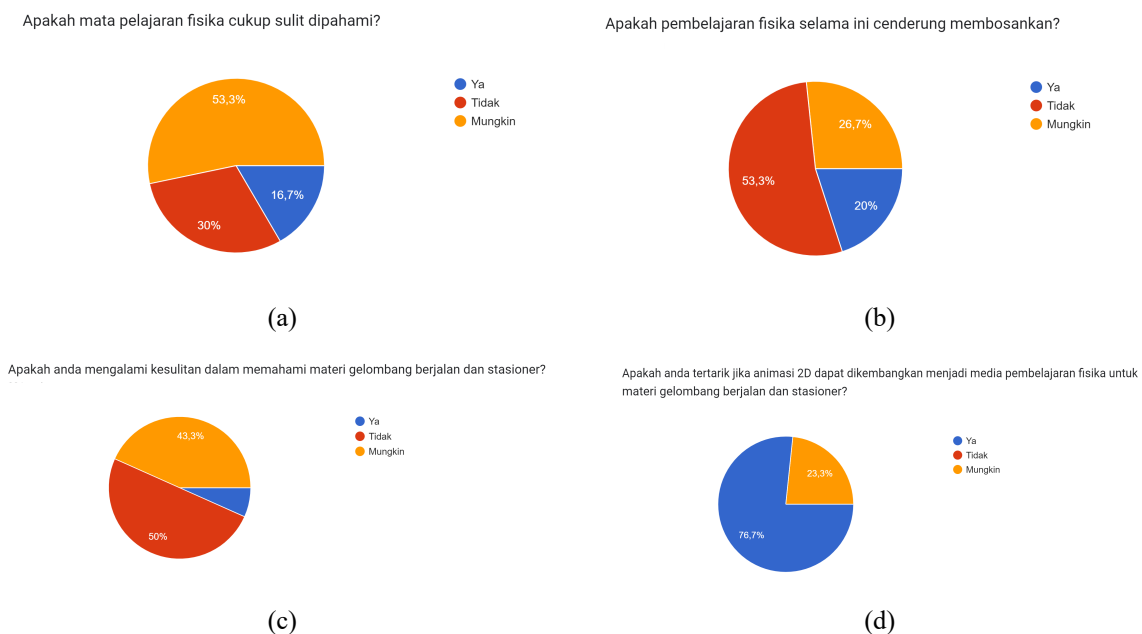 Apakah mata pelajaran fisika cukup sulit dipahami?
53,3%
16,7%
30%
Ya
Tidak
Mungkin
(a)
Apakah pembelajaran fisika selama ini cenderung membosankan?
26,7%
53,3%
20%
Ya
Tidak
Mungkin
(b)
Apakah anda mengalami kesulitan dalam memahami materi gelombang berjalan dan stasioner?
43,3%
50%
Ya
Tidak
Mungkin
(c)
Apakah anda tertarik jika animasi 2D dapat dikembangkan menjadi media pembelajaran fisika untuk
materi gelombang berjalan dan stasioner?
23,3%
76,7%
Ya
Tidak
Mungkin
(d)